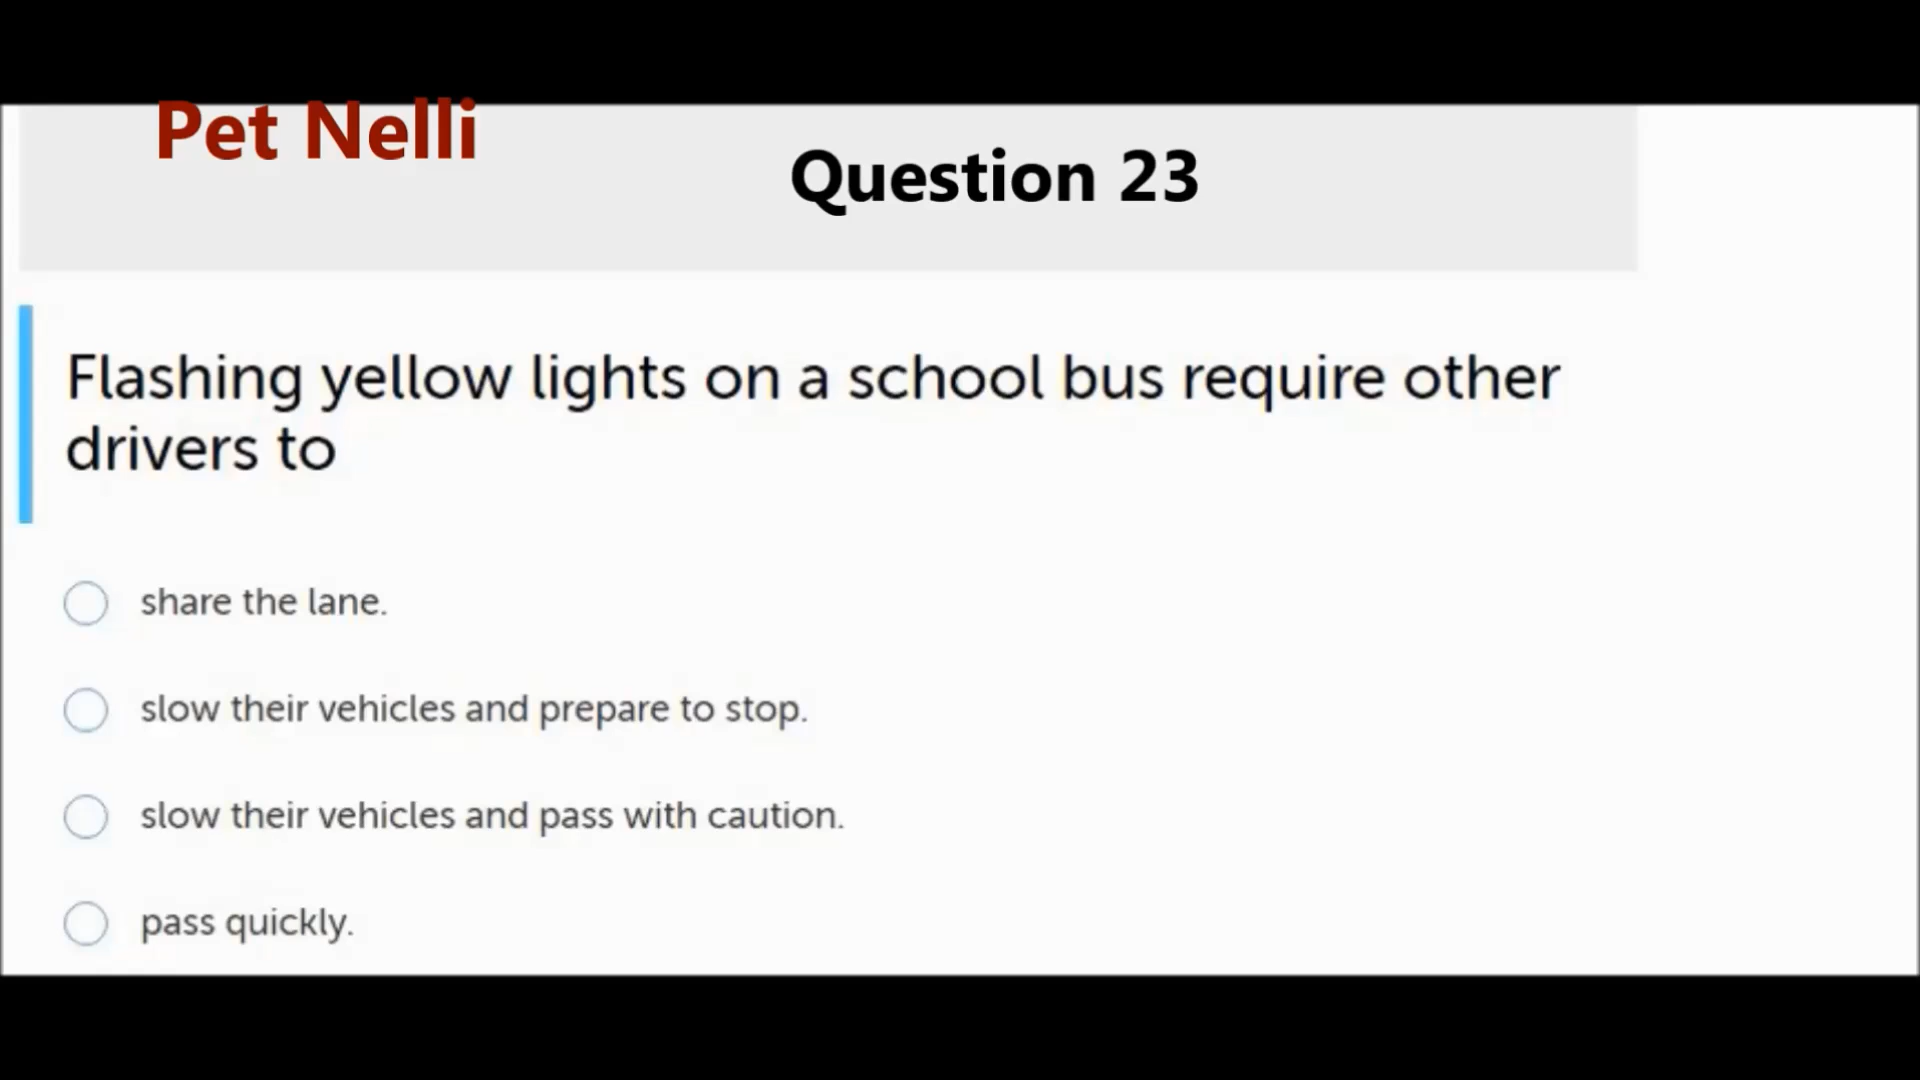 Pet Nelli
Question 23
Flashing yellow lights on a school bus require other
drivers to
share the lane.
slow their vehicles and prepare to stop.
slow their vehicles and pass with caution.
pass quickly.